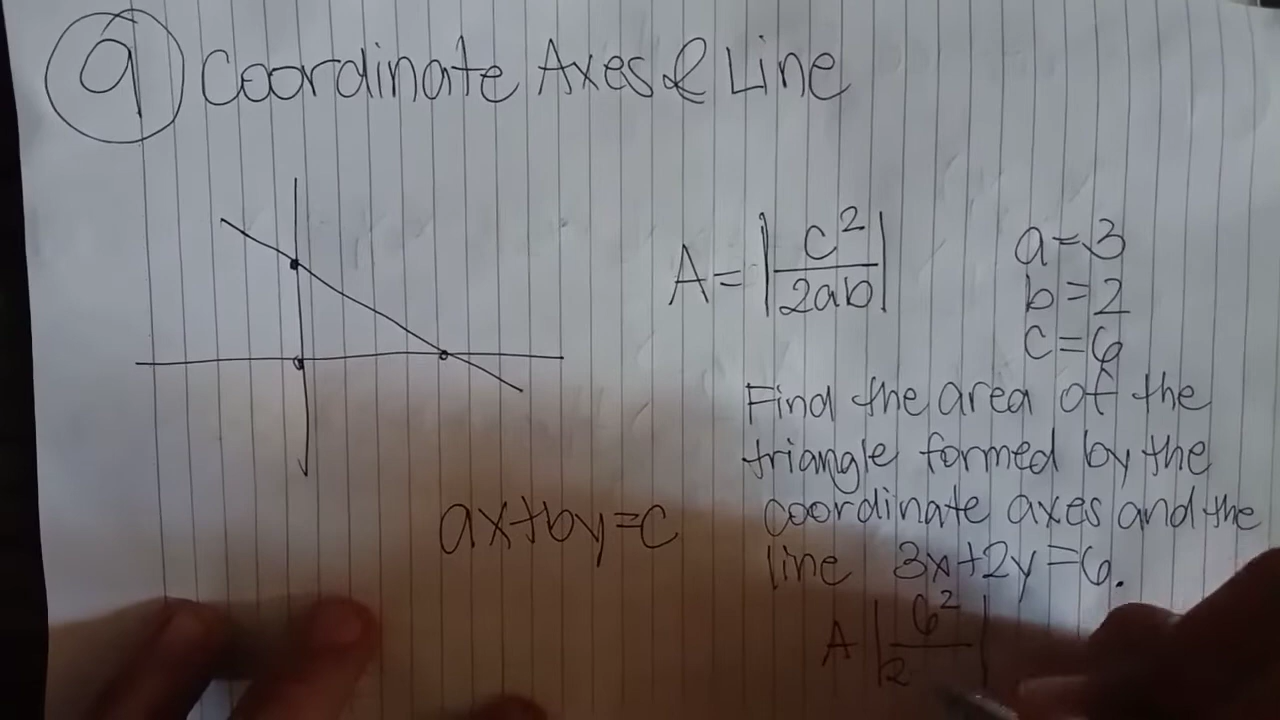 9 Coordinate Axes & Line
A = |c²/2ab|
a=3
b=2
c=6
Find the area of the
triangle formed by the
coordinate axes and the
line 3x+2y=6.
ax+by=c
A |6²/2 |